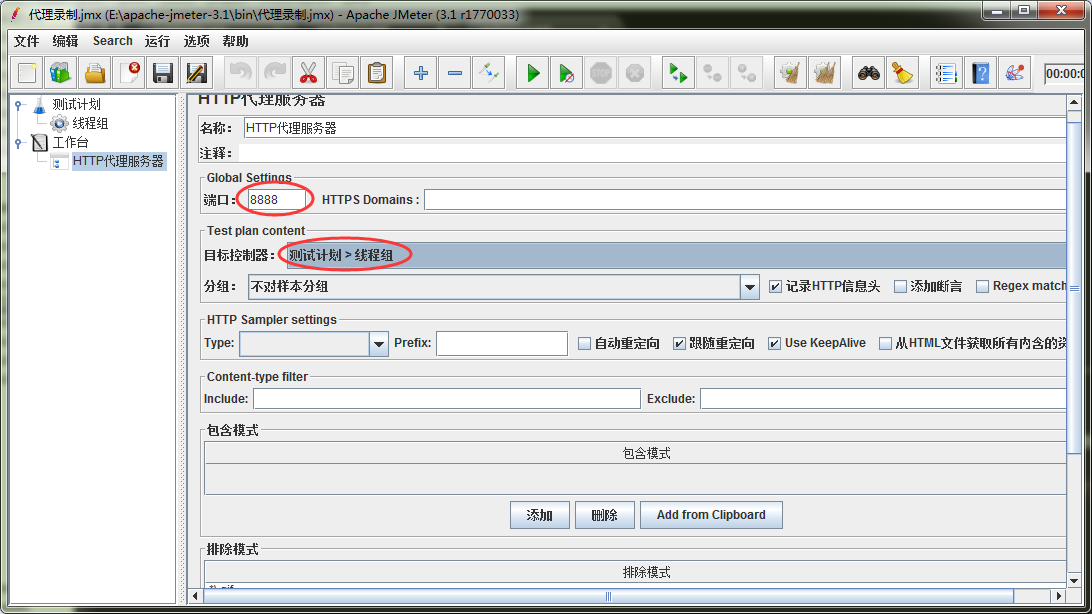 代理录制.jmx (E:\apache-jmeter-3.1\bin\代理录制.jmx) - Apache JMeter (3.1 r1770033)
文件 编辑 Search 运行 选项 帮助
STOP
00:00:0
测试计划
线程组
工作台
HTTP代理服务器
HTTP代理服务器
名称： HTTP代理服务器
注释：
Global Settings
端口： 8888 HTTPS Domains :
Test plan content
目标控制器： 测试计划 > 线程组
分组： 不对样本分组 记录HTTP信息头 添加断言 Regex match
HTTP Sampler settings
Type: Prefix: 自动重定向 跟随重定向 Use KeepAlive 从HTML文件获取所有内含的资
Content-type filter
Include: Exclude:
包含模式
包含模式
添加 删除 Add from Clipboard
排除模式
排除模式